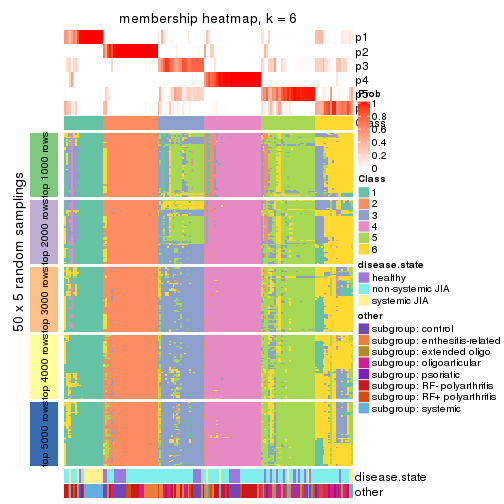 membership heatmap, k = 6
p1
p2
p3
p4
Prob
1
0.8
0.6
0.4
0.2
0
Class
1
2
3
4
5
6
disease.state
healthy
non-systemic JIA
systemic JIA
other
subgroup: control
subgroup: enthesitis-related
subgroup: extended oligo
subgroup: oligoarticular
subgroup: psoriatic
subgroup: RF- polyarthritis
subgroup: RF+ polyarthritis
subgroup: systemic
50 x 5 random samplings
top 1000 rows
top 2000 rows
top 3000 rows
top 4000 rows
top 5000 rows
disease.state
other